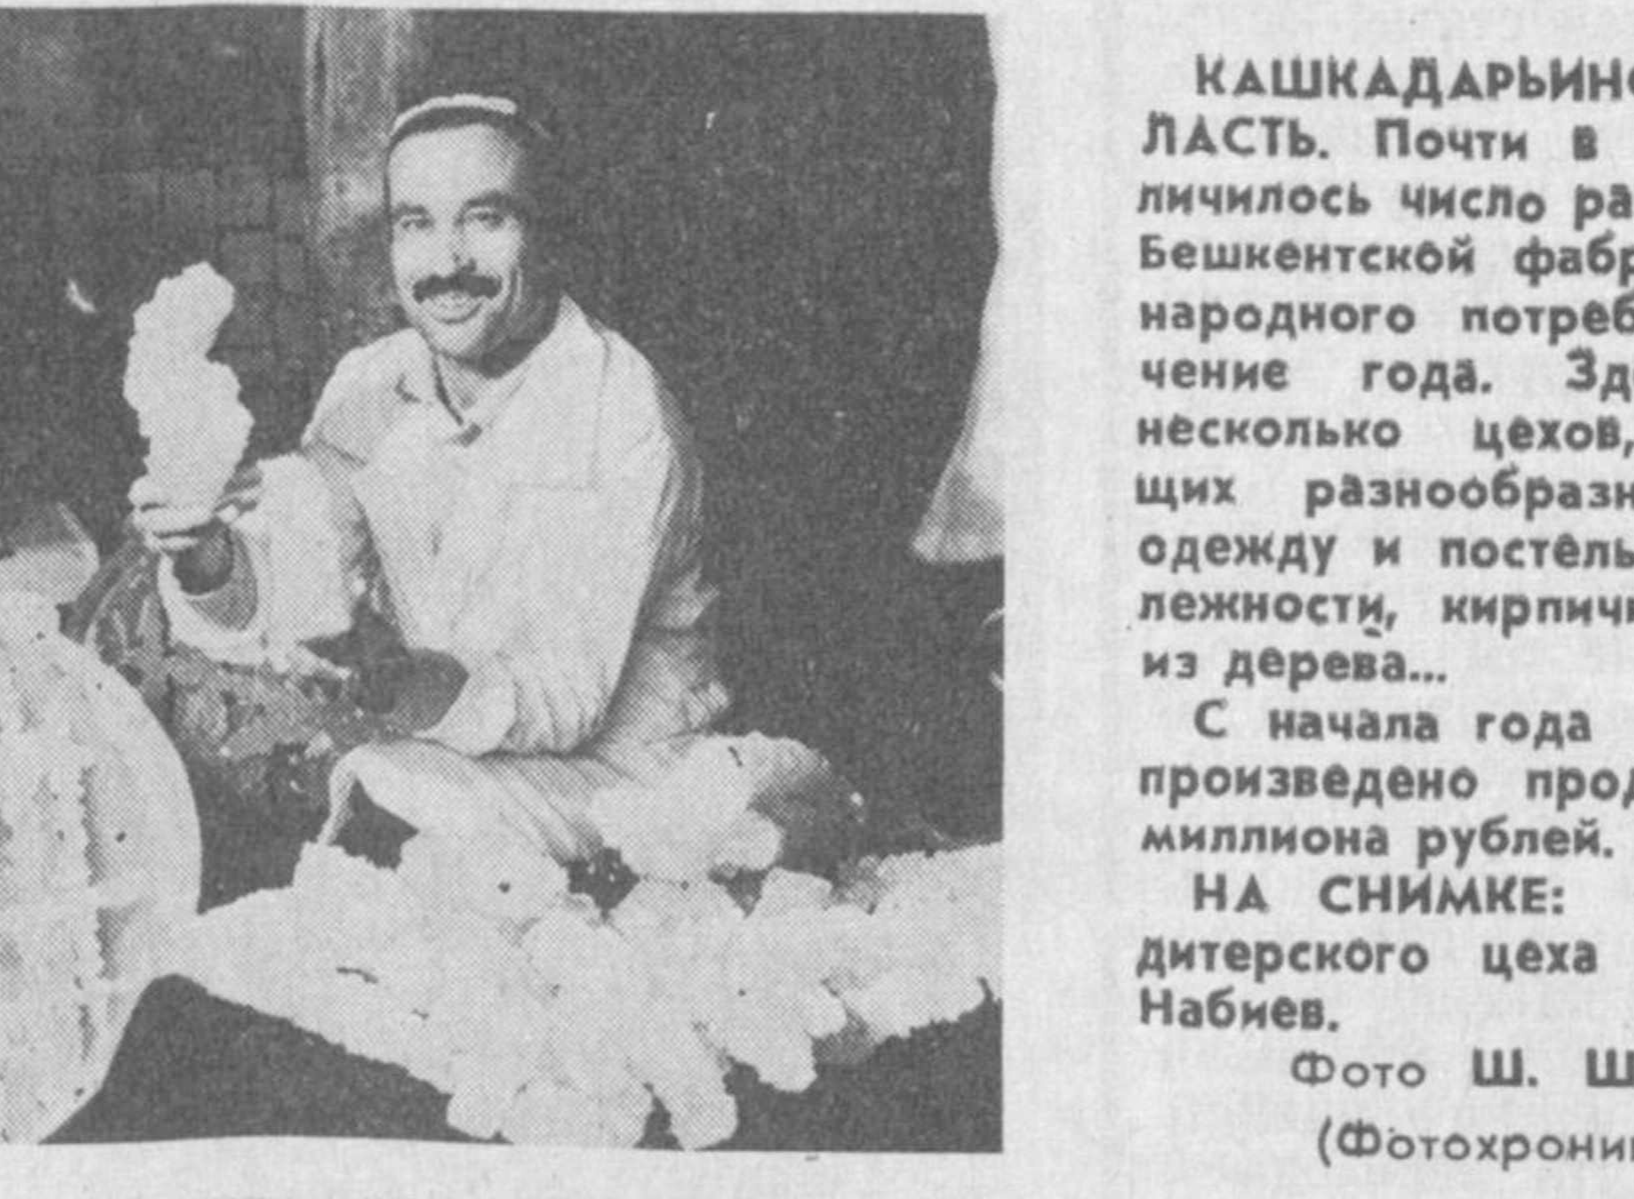 КАШКАДАРЬИНС
ЛАСТЬ. Почти в
личилось число ра
Бешкентской фабр
народного потреб
чение года. Зд
несколько цехов,
щих разнообразн
одежду и постель
лежности, кирпичи
из дерева...
С начала года
произведено прод
миллиона рублей.
НА СНИМКЕ:
дитерского цеха
Набиев.
Фото Ш. Ш
(Фотохроник